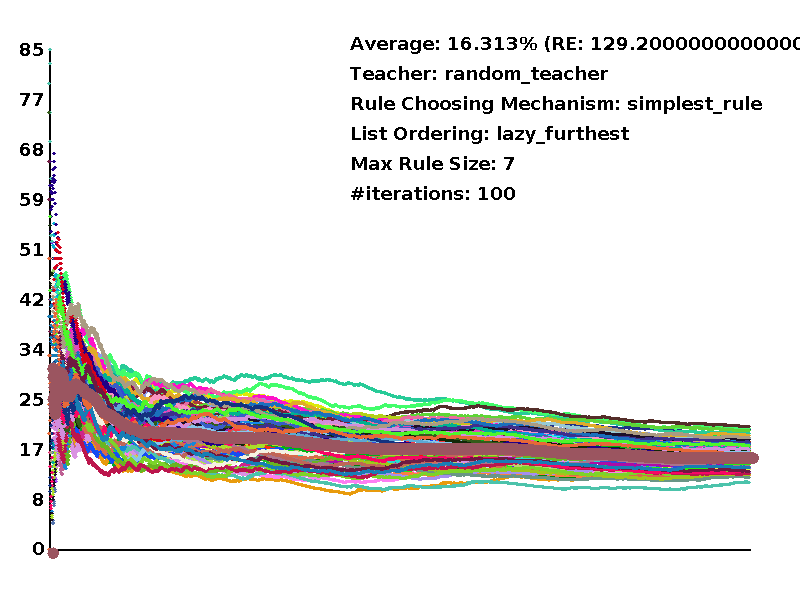 Average: 16.313% (RE: 129.2000000000000
Teacher: random_teacher
Rule Choosing Mechanism: simplest_rule
List Ordering: lazy_furthest
Max Rule Size: 7
#iterations: 100
85
77
68
59
51
42
34
25
17
8
0